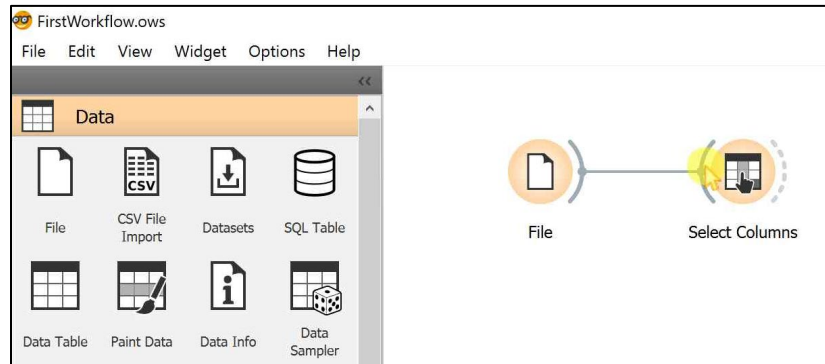 FirstWorkflow.ows
File Edit View Widget Options Help
<<
Data
File
CSV
CSV File
Import
Datasets
SQL Table
Data Table
Paint Data
Data Info
Data
Sampler
File
Select Columns